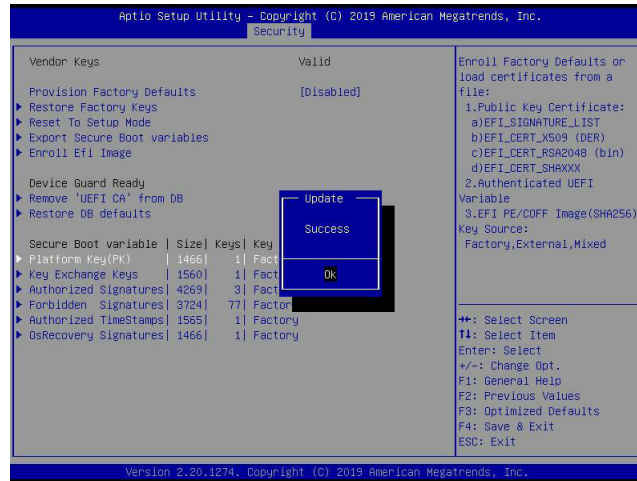 Aptio Setup Utility – Copyright (C) 2019 American Megatrends, Inc.
Security
Vendor Keys Valid
Provision Factory Defaults [Disabled]
Restore Factory Keys
Reset To Setup Mode
Export Secure Boot variables
Enroll Efi Image
Device Guard Ready
Remove 'UEFI CA' from DB
Restore DB defaults
Secure Boot variable | Size| Keys| Key
Platform Key(PK) | 1466| 1| Fact
Key Exchange Keys | 1560| 1| Fact
Authorized Signatures| 4269| 3| Fact
Forbidden Signatures| 3724| 77| Factor
Authorized TimeStamps| 1565| 1| Factory
OsRecovery Signatures| 1466| 1| Factory
Update
Success
Ok
Enroll Factory Defaults or
load certificates from a
file:
1.Public Key Certificate:
a)EFI_SIGNATURE_LIST
b)EFI_CERT_X509 (DER)
c)EFI_CERT_RSA2048 (bin)
d)EFI_CERT_SHAXXX
2.Authenticated UEFI
Variable
3.EFI PE/COFF Image(SHA256)
Key Source:
Factory,External,Mixed
→←: Select Screen
↑↓: Select Item
Enter: Select
+/-: Change Opt.
F1: General Help
F2: Previous Values
F3: Optimized Defaults
F4: Save & Exit
ESC: Exit
Version 2.20.1274. Copyright (C) 2019 American Megatrends, Inc.